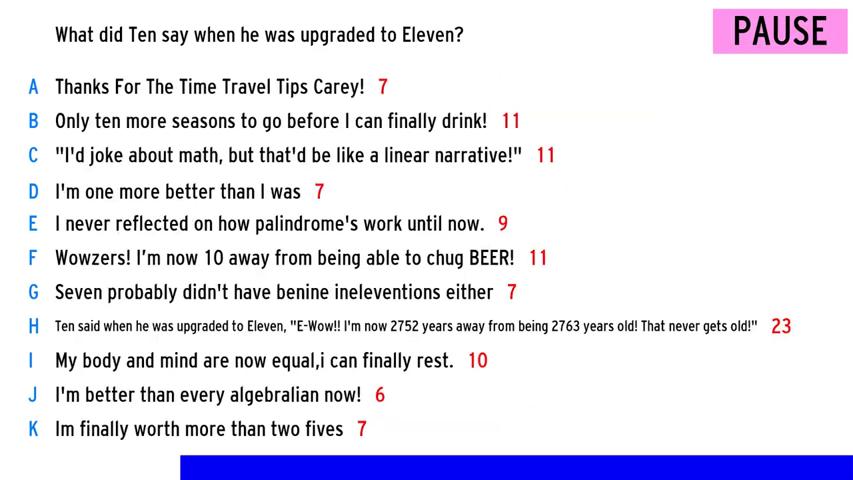 What did Ten say when he was upgraded to Eleven?
PAUSE
A Thanks For The Time Travel Tips Carey! 7
B Only ten more seasons to go before I can finally drink! 11
C "I'd joke about math, but that'd be like a linear narrative!" 11
D I'm one more better than I was 7
E I never reflected on how palindrome's work until now. 9
F Wowzers! I'm now 10 away from being able to chug BEER! 11
G Seven probably didn't have benine ineleventions either 7
H Ten said when he was upgraded to Eleven, "E-Wow!! I'm now 2752 years away from being 2763 years old! That never gets old!" 23
I My body and mind are now equal,i can finally rest. 10
J I'm better than every algebralian now! 6
K Im finally worth more than two fives 7